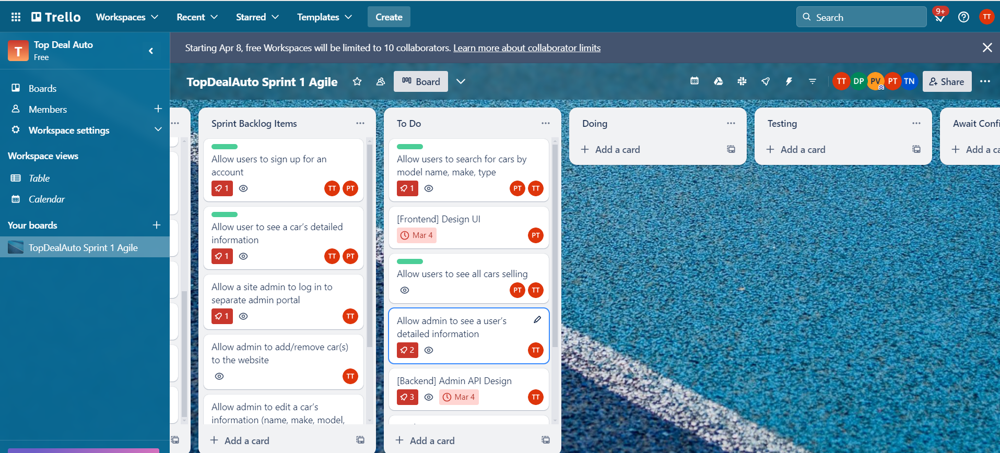 Trello
Workspaces
Recent
Starred
Templates
Create
Search
9+
TT
T
Top Deal Auto
Free
Starting Apr 8, free Workspaces will be limited to 10 collaborators. Learn more about collaborator limits
Boards
Members
Workspace settings
Workspace views
Table
Calendar
Your boards
TopDealAuto Sprint 1 Agile
TopDealAuto Sprint 1 Agile
Board
TT DP PV PT TN
Share
Sprint Backlog Items
Allow users to sign up for an
account
1
TT PT
Allow user to see a car's detailed
information
1
TT PT
Allow a site admin to log in to
separate admin portal
1
TT
Allow admin to add/remove car(s)
to the website
TT
Allow admin to edit a car's
information (name, make, model,
Add a card
To Do
Allow users to search for cars by
model name, make, type
1
PT TT
[Frontend] Design UI
Mar 4
PT
Allow users to see all cars selling
PT TT
Allow admin to see a user's
detailed information
2
TT
[Backend] Admin API Design
3
Mar 4
TT
Add a card
Doing
Add a card
Testing
Add a card
Await Confi
Add a ca